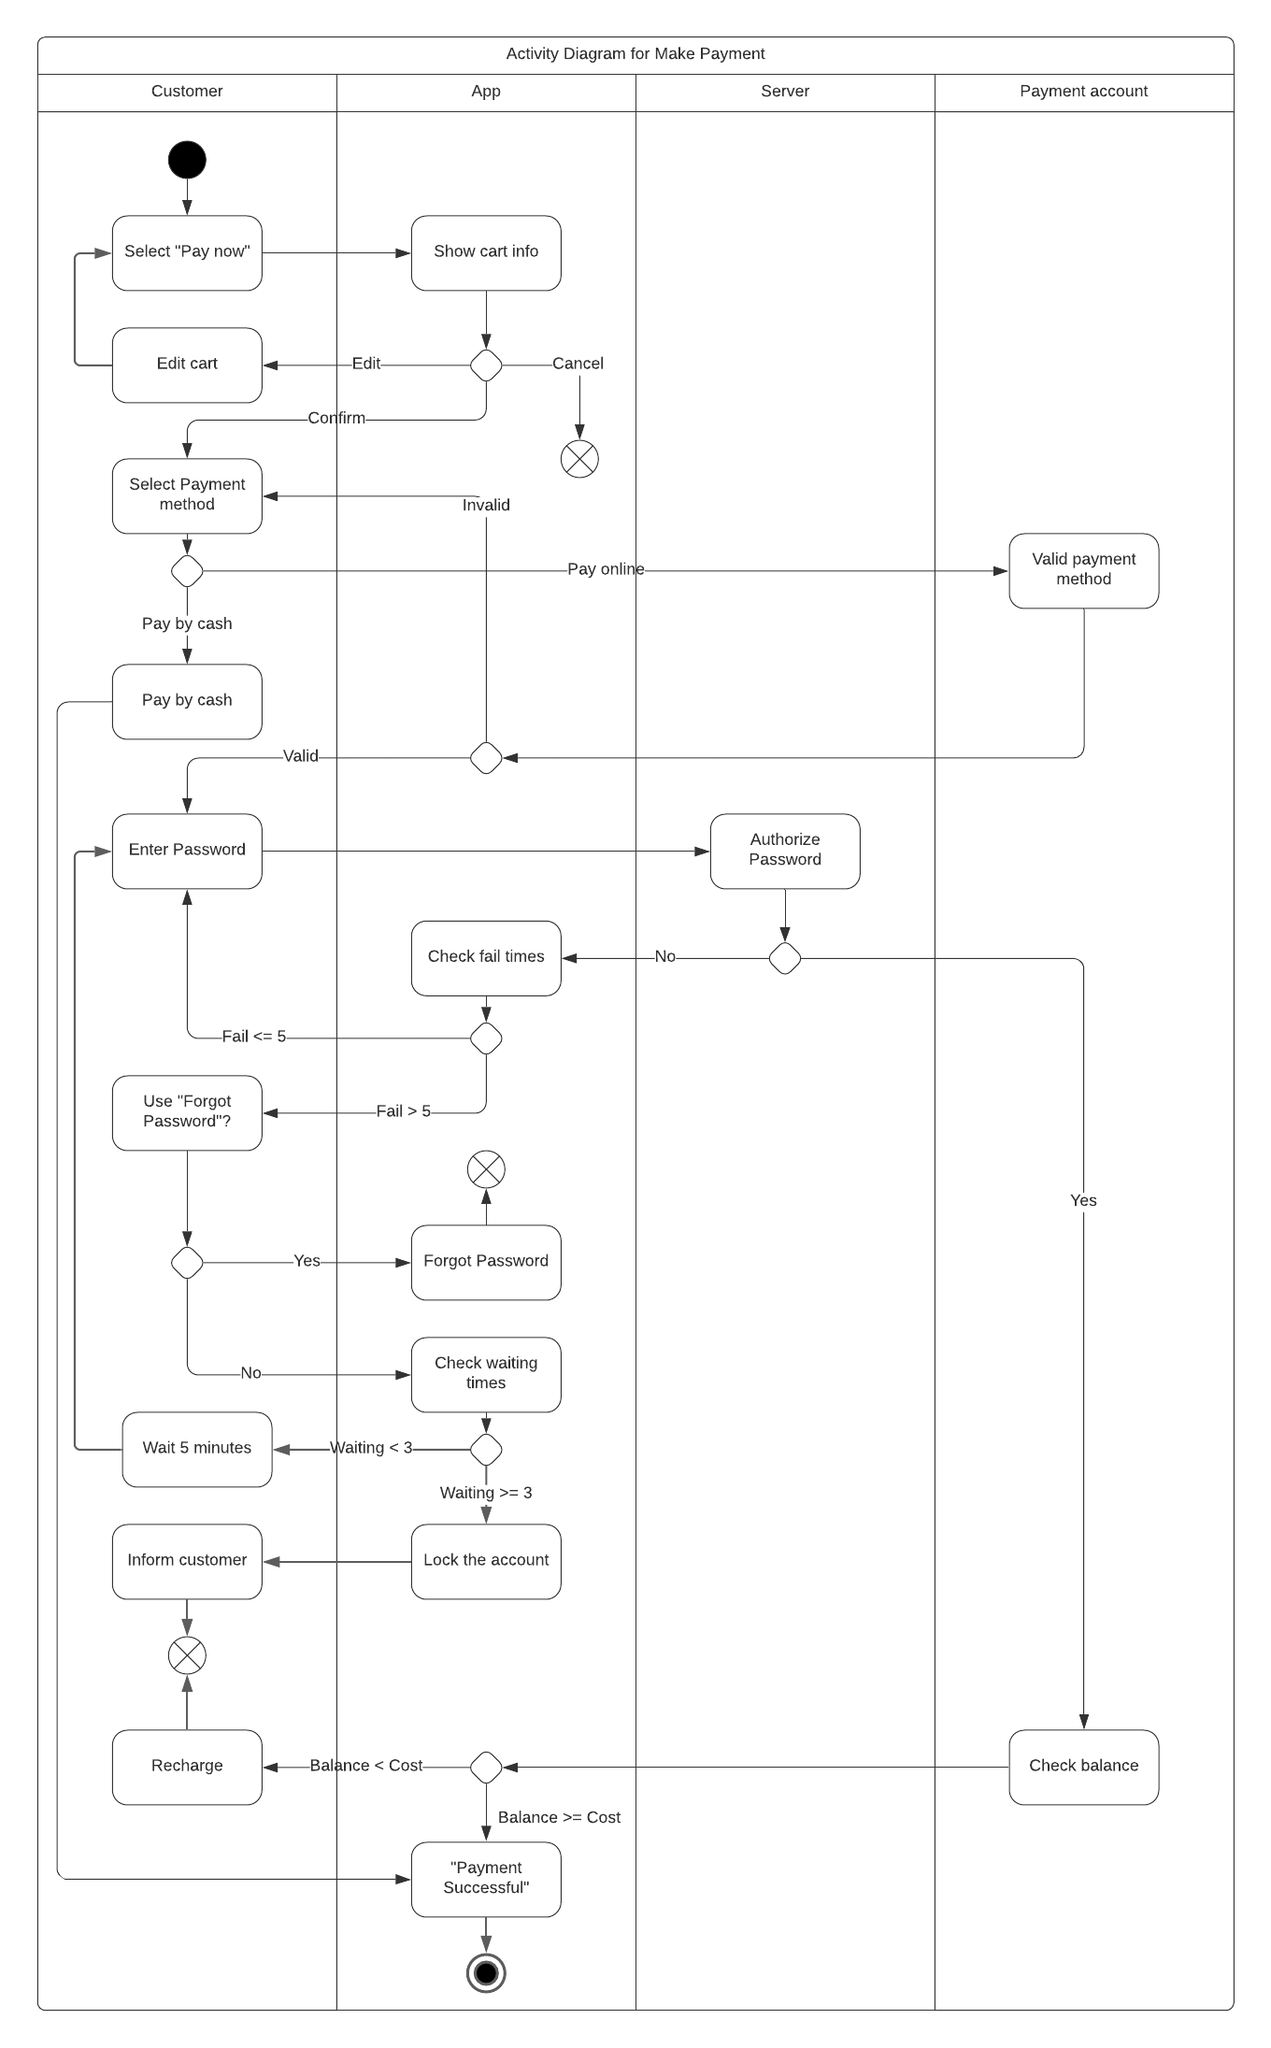 Activity Diagram for Make Payment
Customer
App
Server
Payment account
Select "Pay now"
Show cart info
Edit cart
Edit
Cancel
Confirm
Select Payment
method
Invalid
Pay online
Valid payment
method
Pay by cash
Pay by cash
Valid
Enter Password
Authorize
Password
Check fail times
No
Fail <= 5
Use "Forgot
Password"?
Fail > 5
Yes
Yes
Forgot Password
No
Check waiting
times
Wait 5 minutes
Waiting < 3
Waiting >= 3
Inform customer
Lock the account
Recharge
Balance < Cost
Check balance
Balance >= Cost
"Payment
Successful"